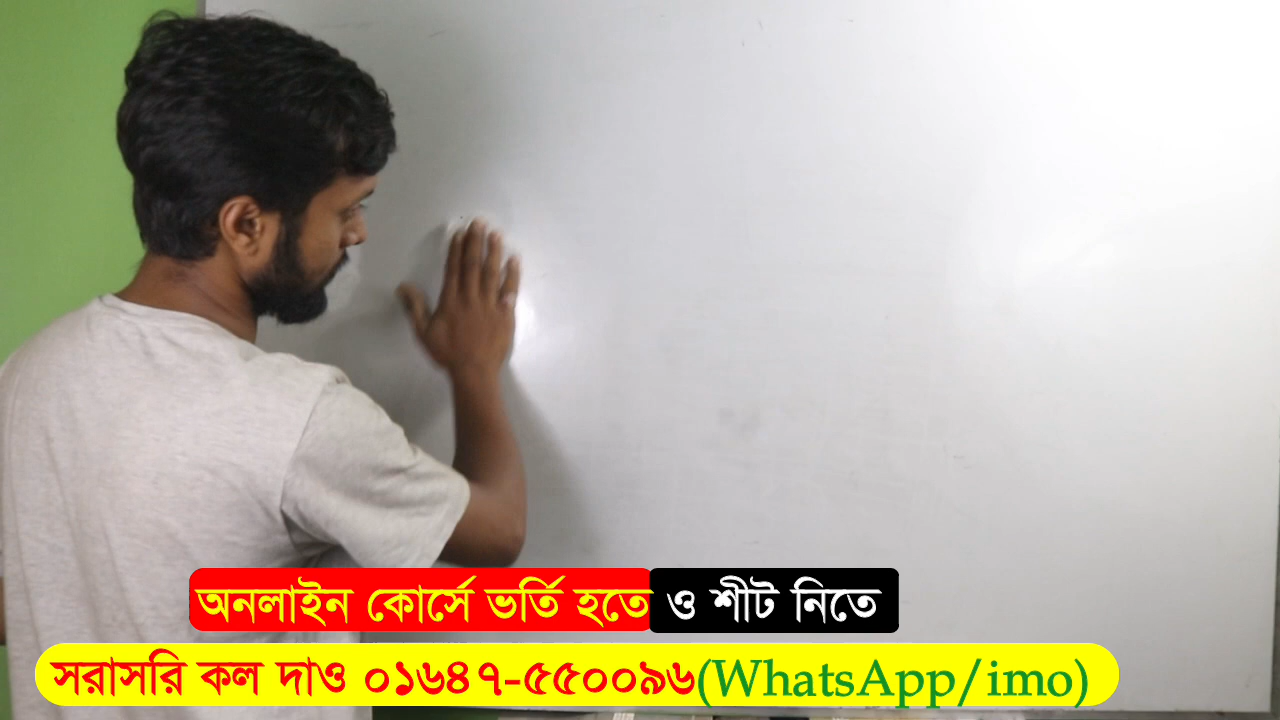 অনলাইন কোর্সে ভর্তি হতে ও শীট নিতে
সরাসরি কল দাও ০১৬৪৭-৫৫০০৯৬(WhatsApp/imo)